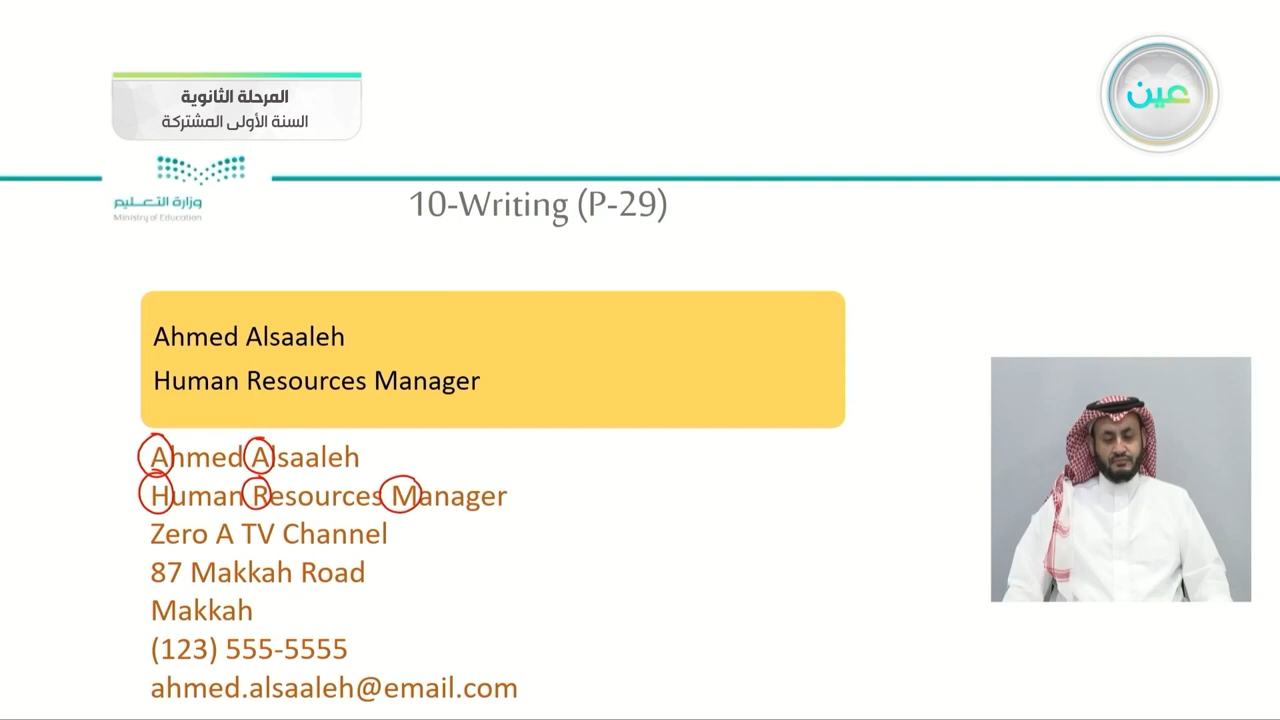 المرحلة الثانوية
السنة الأولى المشتركة
عين
وزارة التعليم
Ministry of Education
10-Writing (P-29)
Ahmed Alsaaleh
Human Resources Manager
Ahmed Alsaaleh
Human Resources Manager
Zero A TV Channel
87 Makkah Road
Makkah
(123) 555-5555
ahmed.alsaaleh@email.com